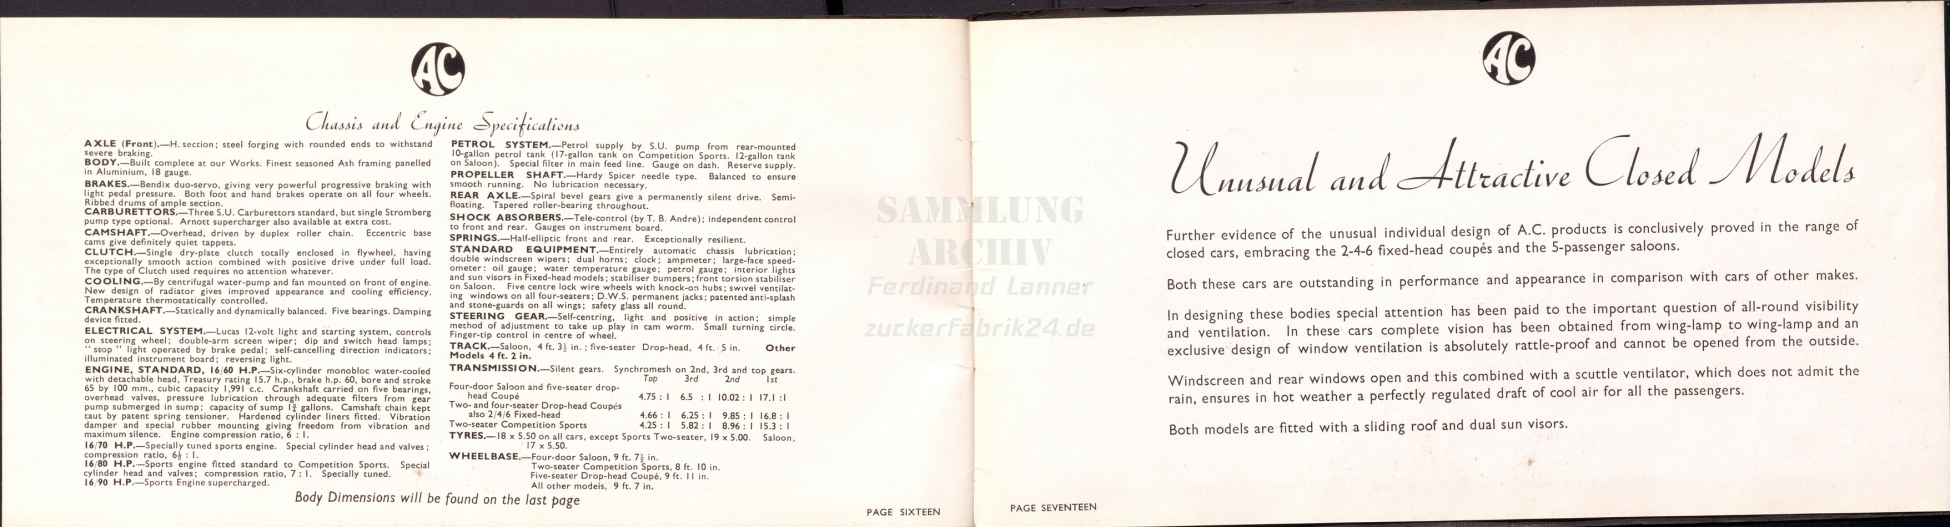 AC
Chassis and Engine Specifications
AXLE (Front).—H. section; steel forging with rounded ends to withstand
severe braking.
BODY.—Built complete at our Works. Finest seasoned Ash framing panelled
in Aluminium, 18 gauge.
BRAKES.—Bendix duo-servo, giving very powerful progressive braking with
light pedal pressure. Both foot and hand brakes operate on all four wheels.
Ribbed drums of ample section.
CARBURETTORS.—Three S.U. Carburettors standard, but single Stromberg
pump type optional. Arnott supercharger also available at extra cost.
CAMSHAFT.—Overhead, driven by duplex roller chain. Eccentric base
cams give definitely quiet tappets.
CLUTCH.—Single dry-plate clutch totally enclosed in flywheel, having
exceptionally smooth action combined with positive drive under full load.
The type of Clutch used requires no attention whatever.
COOLING.—By centrifugal water-pump and fan mounted on front of engine.
New design of radiator gives improved appearance and cooling efficiency.
Temperature thermostatically controlled.
CRANKSHAFT.—Statically and dynamically balanced. Five bearings. Damping
device fitted.
ELECTRICAL SYSTEM.—Lucas 12-volt light and starting system, controls
on steering wheel; double-arm screen wiper; dip and switch head lamps;
"stop" light operated by brake pedal; self-cancelling direction indicators;
illuminated instrument board; reversing light.
ENGINE, STANDARD, 16/60 H.P.—Six-cylinder monobloc water-cooled
with detachable head, Treasury rating 15.7 h.p., brake h.p. 60, bore and stroke
65 by 100 mm., cubic capacity 1,991 c.c. Crankshaft carried on five bearings,
overhead valves, pressure lubrication through adequate filters from gear
pump submerged in sump; capacity of sump 1¾ gallons. Camshaft chain kept
taut by patent spring tensioner. Hardened cylinder liners fitted. Vibration
damper and special rubber mounting giving freedom from vibration and
maximum silence. Engine compression ratio, 6 : 1.
16/70 H.P.—Specially tuned sports engine. Special cylinder head and valves;
compression ratio, 6½ : 1.
16/80 H.P.—Sports engine fitted standard to Competition Sports. Special
cylinder head and valves; compression ratio, 7 : 1. Specially tuned.
16/90 H.P.—Sports Engine supercharged.
PETROL SYSTEM.—Petrol supply by S.U. pump from rear-mounted
10-gallon petrol tank (17-gallon tank on Competition Sports. 12-gallon tank
on Saloon). Special filter in main feed line. Gauge on dash. Reserve supply.
PROPELLER SHAFT.—Hardy Spicer needle type. Balanced to ensure
smooth running. No lubrication necessary.
REAR AXLE.—Spiral bevel gears give a permanently silent drive. Semi-
floating. Tapered roller-bearing throughout.
SHOCK ABSORBERS.—Tele-control (by T. B. Andre); independent control
to front and rear. Gauges on instrument board.
SPRINGS.—Half-elliptic front and rear. Exceptionally resilient.
STANDARD EQUIPMENT.—Entirely automatic chassis lubrication;
double windscreen wipers; dual horns; clock; ampmeter; large-face speed-
ometer; oil gauge; water temperature gauge; petrol gauge; interior lights
and sun visors in Fixed-head models; stabiliser bumpers; front torsion stabiliser
on Saloon. Five centre lock wire wheels with knock-on hubs; swivel ventilat-
ing windows on all four-seaters; D.W.S. permanent jacks; patented anti-splash
and stone-guards on all wings; safety glass all round.
STEERING GEAR.—Self-centring, light and positive in action; simple
method of adjustment to take up play in cam worm. Small turning circle.
Finger-tip control in centre of wheel.
TRACK.—Saloon, 4 ft. 3½ in.; five-seater Drop-head, 4 ft. 5 in. Other
Models 4 ft. 2 in.
TRANSMISSION.—Silent gears. Synchromesh on 2nd, 3rd and top gears.
Top 3rd 2nd 1st
Four-door Saloon and five-seater drop-
head Coupé 4.75 : 1 6.5 : 1 10.02 : 1 17.1 : 1
Two- and four-seater Drop-head Coupés
also 2/4/6 Fixed-head 4.66 : 1 6.25 : 1 9.85 : 1 16.8 : 1
Two-seater Competition Sports 4.25 : 1 5.82 : 1 8.96 : 1 15.3 : 1
TYRES.—18 x 5.50 on all cars, except Sports Two-seater, 19 x 5.00. Saloon,
17 x 5.50.
WHEELBASE.—Four-door Saloon, 9 ft. 7½ in.
Two-seater Competition Sports, 8 ft. 10 in.
Five-seater Drop-head Coupé, 9 ft. 11 in.
All other models, 9 ft. 7 in.
Body Dimensions will be found on the last page
PAGE SIXTEEN
SAMMLUNG
ARCHIV
Ferdinand Lanner
zuckerfabrik24.de
AC
Unusual and Attractive Closed Models
Further evidence of the unusual individual design of A.C. products is conclusively proved in the range of
closed cars, embracing the 2-4-6 fixed-head coupés and the 5-passenger saloons.
Both these cars are outstanding in performance and appearance in comparison with cars of other makes.
In designing these bodies special attention has been paid to the important question of all-round visibility
and ventilation. In these cars complete vision has been obtained from wing-lamp to wing-lamp and an
exclusive design of window ventilation is absolutely rattle-proof and cannot be opened from the outside.
Windscreen and rear windows open and this combined with a scuttle ventilator, which does not admit the
rain, ensures in hot weather a perfectly regulated draft of cool air for all the passengers.
Both models are fitted with a sliding roof and dual sun visors.
PAGE SEVENTEEN